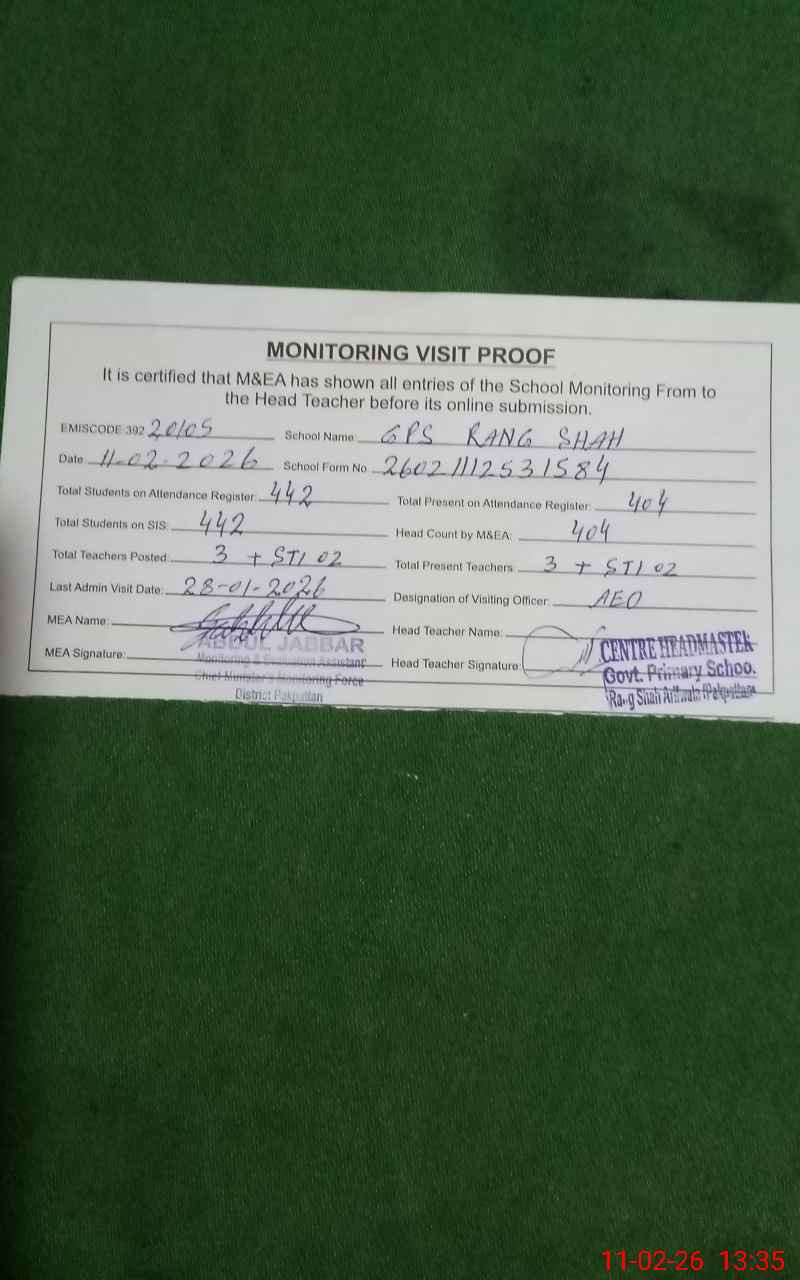 MONITORING VISIT PROOF
It is certified that M&EA has shown all entries of the School Monitoring From to
the Head Teacher before its online submission.
EMISCODE 392 20105 School Name: GPS RANG SHAH
Date 11-02-2026 School Form No 26021112531584
Total Students on Attendance Register: 442 Total Present on Attendance Register: 404
Total Students on SIS: 442 Head Count by M&EA: 404
Total Teachers Posted: 3 + STI 02 Total Present Teachers: 3 + STI 02
Last Admin Visit Date: 28-01-2026 Designation of Visiting Officer: AEO
MEA Name: Head Teacher Name:
ABDUL JABBAR CENTRE HEADMASTER
MEA Signature: Monitoring & Evaluation Assistant Head Teacher Signature: Govt. Primary Schoo.
Chief Minister's Monitoring Force Rang Shah Arifwala (Pakpattan
District Pakpattan
11-02-26 13:35